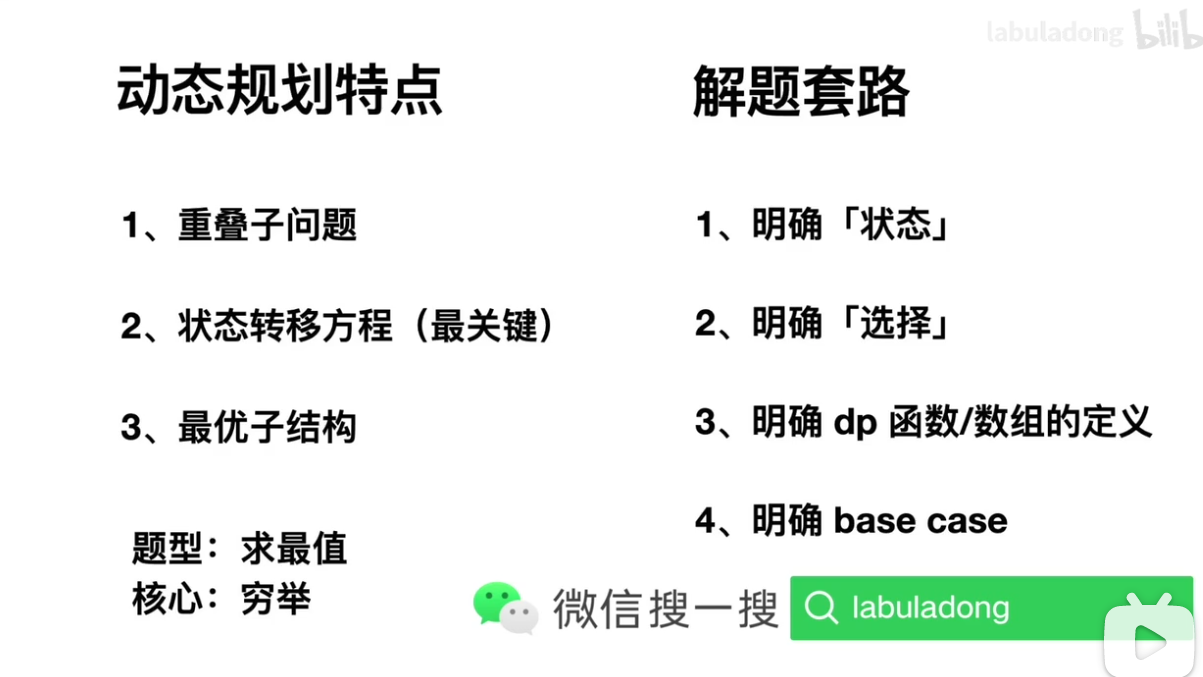 labuladong bilib
动态规划特点
1、重叠子问题
2、状态转移方程（最关键）
3、最优子结构
题型：求最值
核心：穷举
解题套路
1、明确「状态」
2、明确「选择」
3、明确 dp 函数/数组的定义
4、明确 base case
微信搜一搜
labuladong